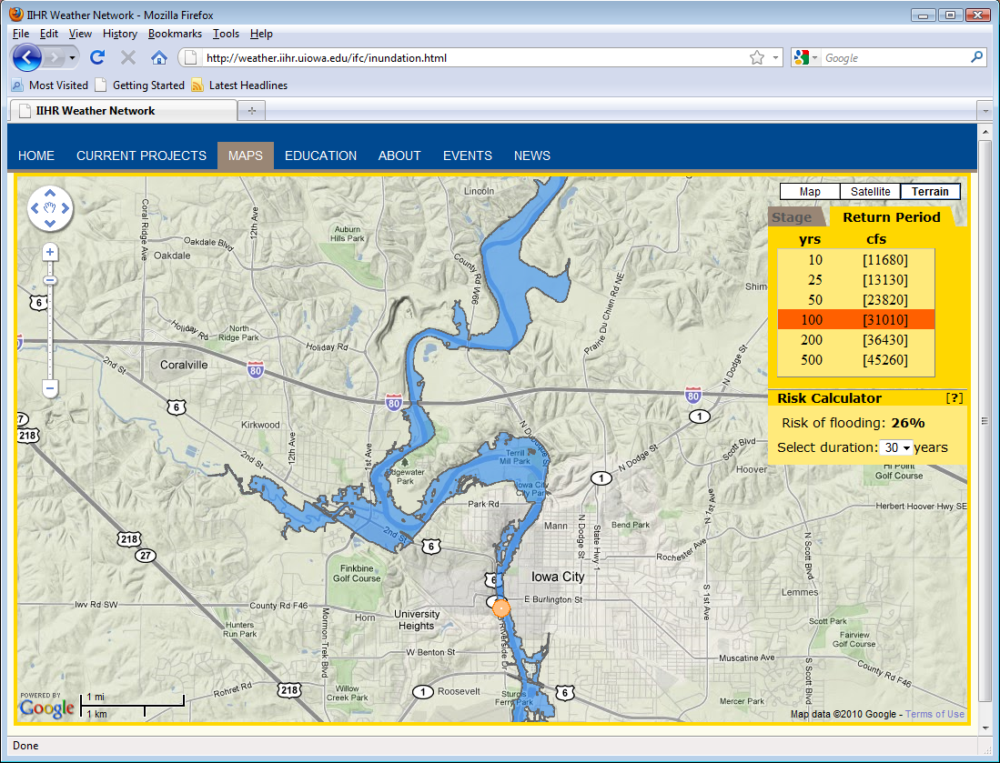 IIHR Weather Network - Mozilla Firefox
File Edit View History Bookmarks Tools Help
http://weather.iihr.uiowa.edu/ifc/inundation.html
Google
Most Visited Getting Started Latest Headlines
IIHR Weather Network
HOME CURRENT PROJECTS MAPS EDUCATION ABOUT EVENTS NEWS
Map Satellite Terrain
Stage Return Period
yrs cfs
10 [11680]
25 [13130]
50 [23820]
100 [31010]
200 [36430]
500 [45260]
Risk Calculator [?]
Risk of flooding: 26%
Select duration: 30 years
Lincoln
Coral Ridge Ave
12th Ave
Auburn
Hills Park
Oakdale Blvd
Oakdale
County Rd W66
Prairie Du Chien Rd NE
Shim
6
Holiday Rd
North
Ridge Park
Holiday Rd
N Dodge St
80
2nd St
Coralville
80
80
80
6
1
7
218
Kirkwood
12th Ave
1st Ave
N Dubuque St
N Dodge St
Scott Blvd
Hoover
Hi Point
Golf Course
2nd St
Edgewater
Park
Terrill
Mill Park
Iowa City
City Park
1
Park Rd
Herbert Hoover Hwy SE
N 1st Ave
218
27
2nd St
6
Mann
N Dodge St
State Hwy 1
Bend Park
Rochester Ave
N Scott Blvd
Finkbine
Golf Course
6
Iowa City
E Burlington St
S 1st Ave
Lemmes
Iwv Rd SW
County Rd F46
Horn
University
Heights
Hunters
Run Park
Mormon Trek Blvd
S Riverside Dr
Scott Park
Fairview
Golf Course
W Benton St
Muscatine Ave
S Scott Blvd
County Rd F46
Rohret Rd
218
Willow
Creek Park
1
Roosevelt
Sturgis
Ferry Park
6
Mercer Park
POWERED BY
Google
1 mi
1 km
Map data ©2010 Google - Terms of Use
Done